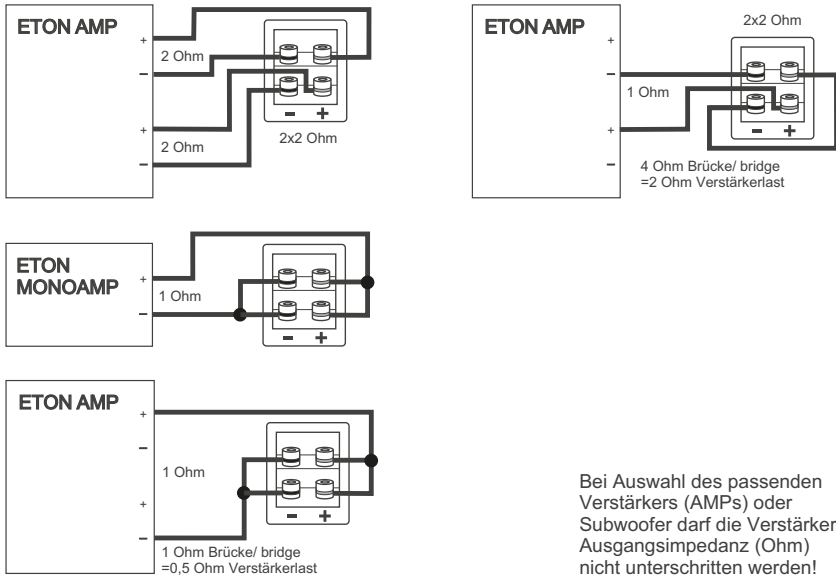 ETON AMP
+
2 Ohm
−
+
2 Ohm
−
− +
2x2 Ohm
ETON AMP
2x2 Ohm
+
−
1 Ohm
+
−
− +
4 Ohm Brücke/ bridge
=2 Ohm Verstärkerlast
ETON
MONOAMP
+
1 Ohm
−
− +
ETON AMP
+
−
1 Ohm
+
−
− +
1 Ohm Brücke/ bridge
=0,5 Ohm Verstärkerlast
Bei Auswahl des passenden
Verstärkers (AMPs) oder
Subwoofer darf die Verstärker
Ausgangsimpedanz (Ohm)
nicht unterschritten werden!